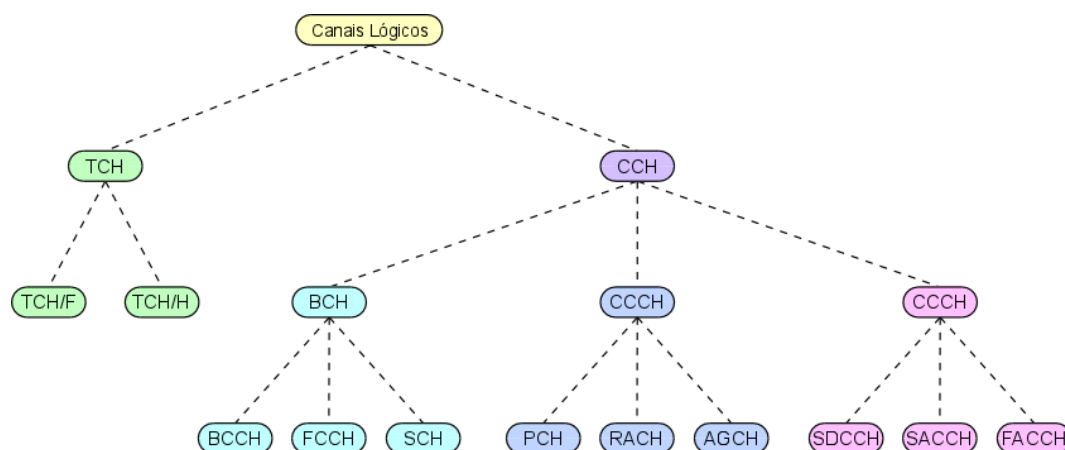 Canais Lógicos
TCH
CCH
TCH/F
TCH/H
BCH
CCCH
CCCH
BCCH
FCCH
SCH
PCH
RACH
AGCH
SDCCH
SACCH
FACCH